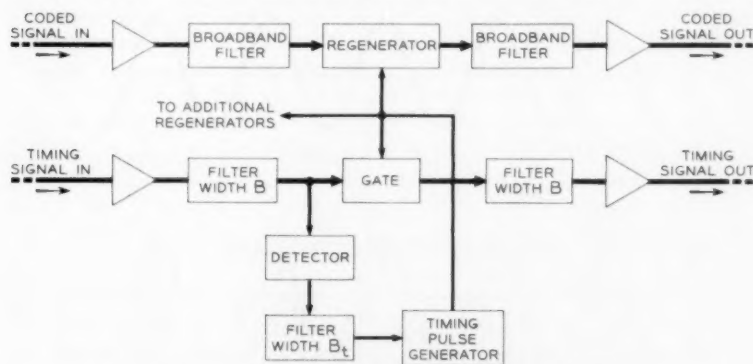 CODED
SIGNAL IN
BROADBAND
FILTER
REGENERATOR
BROADBAND
FILTER
CODED
SIGNAL OUT
TO ADDITIONAL
REGENERATORS
TIMING
SIGNAL IN
FILTER
WIDTH B
GATE
FILTER
WIDTH B
TIMING
SIGNAL OUT
DETECTOR
FILTER
WIDTH Bt
TIMING
PULSE
GENERATOR